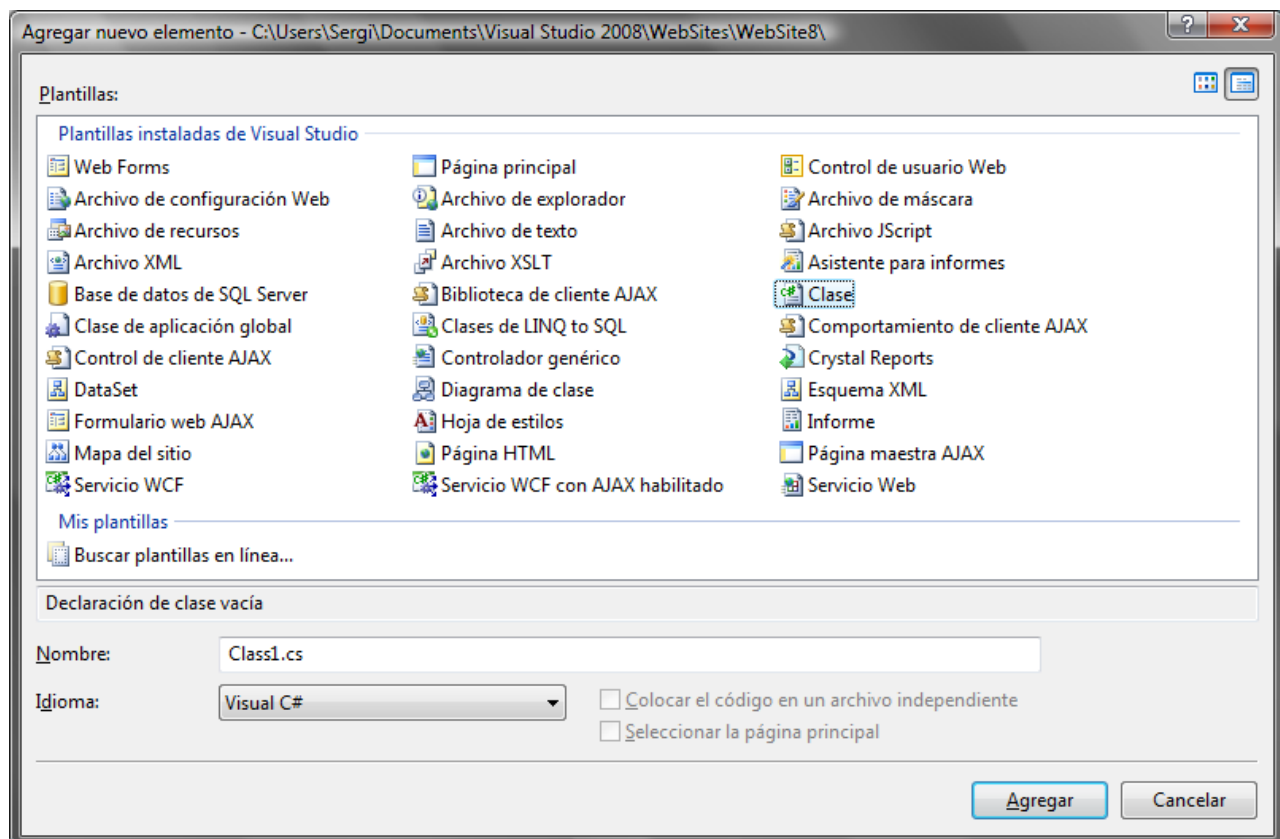 Agregar nuevo elemento - C:\Users\Sergi\Documents\Visual Studio 2008\WebSites\WebSite8\
Plantillas:
Plantillas instaladas de Visual Studio
Web Forms Página principal Control de usuario Web
Archivo de configuración Web Archivo de explorador Archivo de máscara
Archivo de recursos Archivo de texto Archivo JScript
Archivo XML Archivo XSLT Asistente para informes
Base de datos de SQL Server Biblioteca de cliente AJAX Clase
Clase de aplicación global Clases de LINQ to SQL Comportamiento de cliente AJAX
Control de cliente AJAX Controlador genérico Crystal Reports
DataSet Diagrama de clase Esquema XML
Formulario web AJAX Hoja de estilos Informe
Mapa del sitio Página HTML Página maestra AJAX
Servicio WCF Servicio WCF con AJAX habilitado Servicio Web
Mis plantillas
Buscar plantillas en línea...
Declaración de clase vacía
Nombre: Class1.cs
Idioma: Visual C# Colocar el código en un archivo independiente
Seleccionar la página principal
Agregar Cancelar